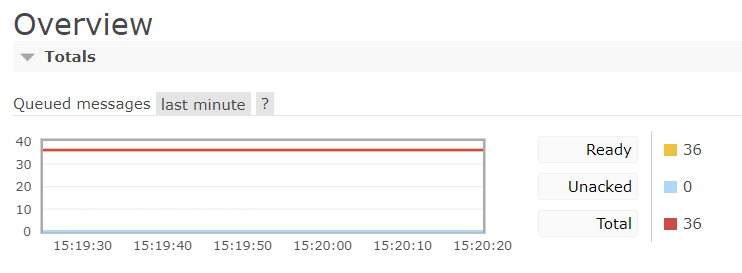 Overview
Totals
Queued messages last minute ?
40
30
20
10
0
15:19:30 15:19:40 15:19:50 15:20:00 15:20:10 15:20:20
Ready 36
Unacked 0
Total 36